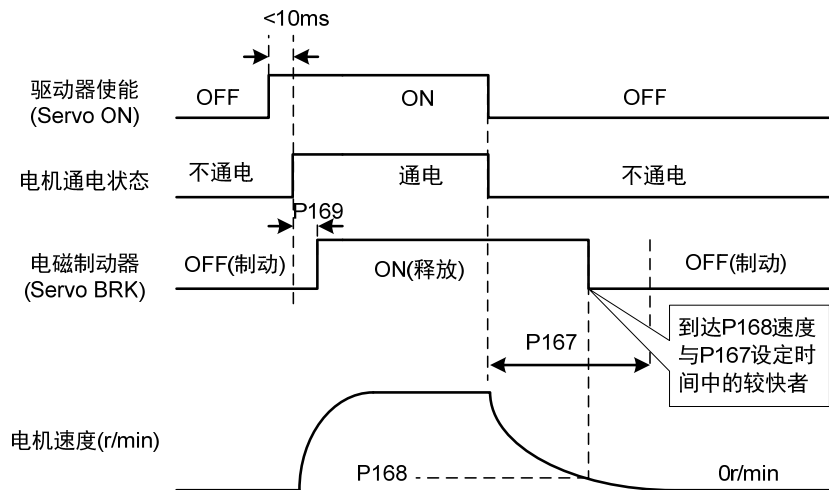 <10ms
驱动器使能
(Servo ON)
OFF
ON
OFF
电机通电状态
不通电
通电
不通电
P169
电磁制动器
(Servo BRK)
OFF(制动)
ON(释放)
OFF(制动)
P167
到达P168速度
与P167设定时
间中的较快者
电机速度(r/min)
P168
0r/min